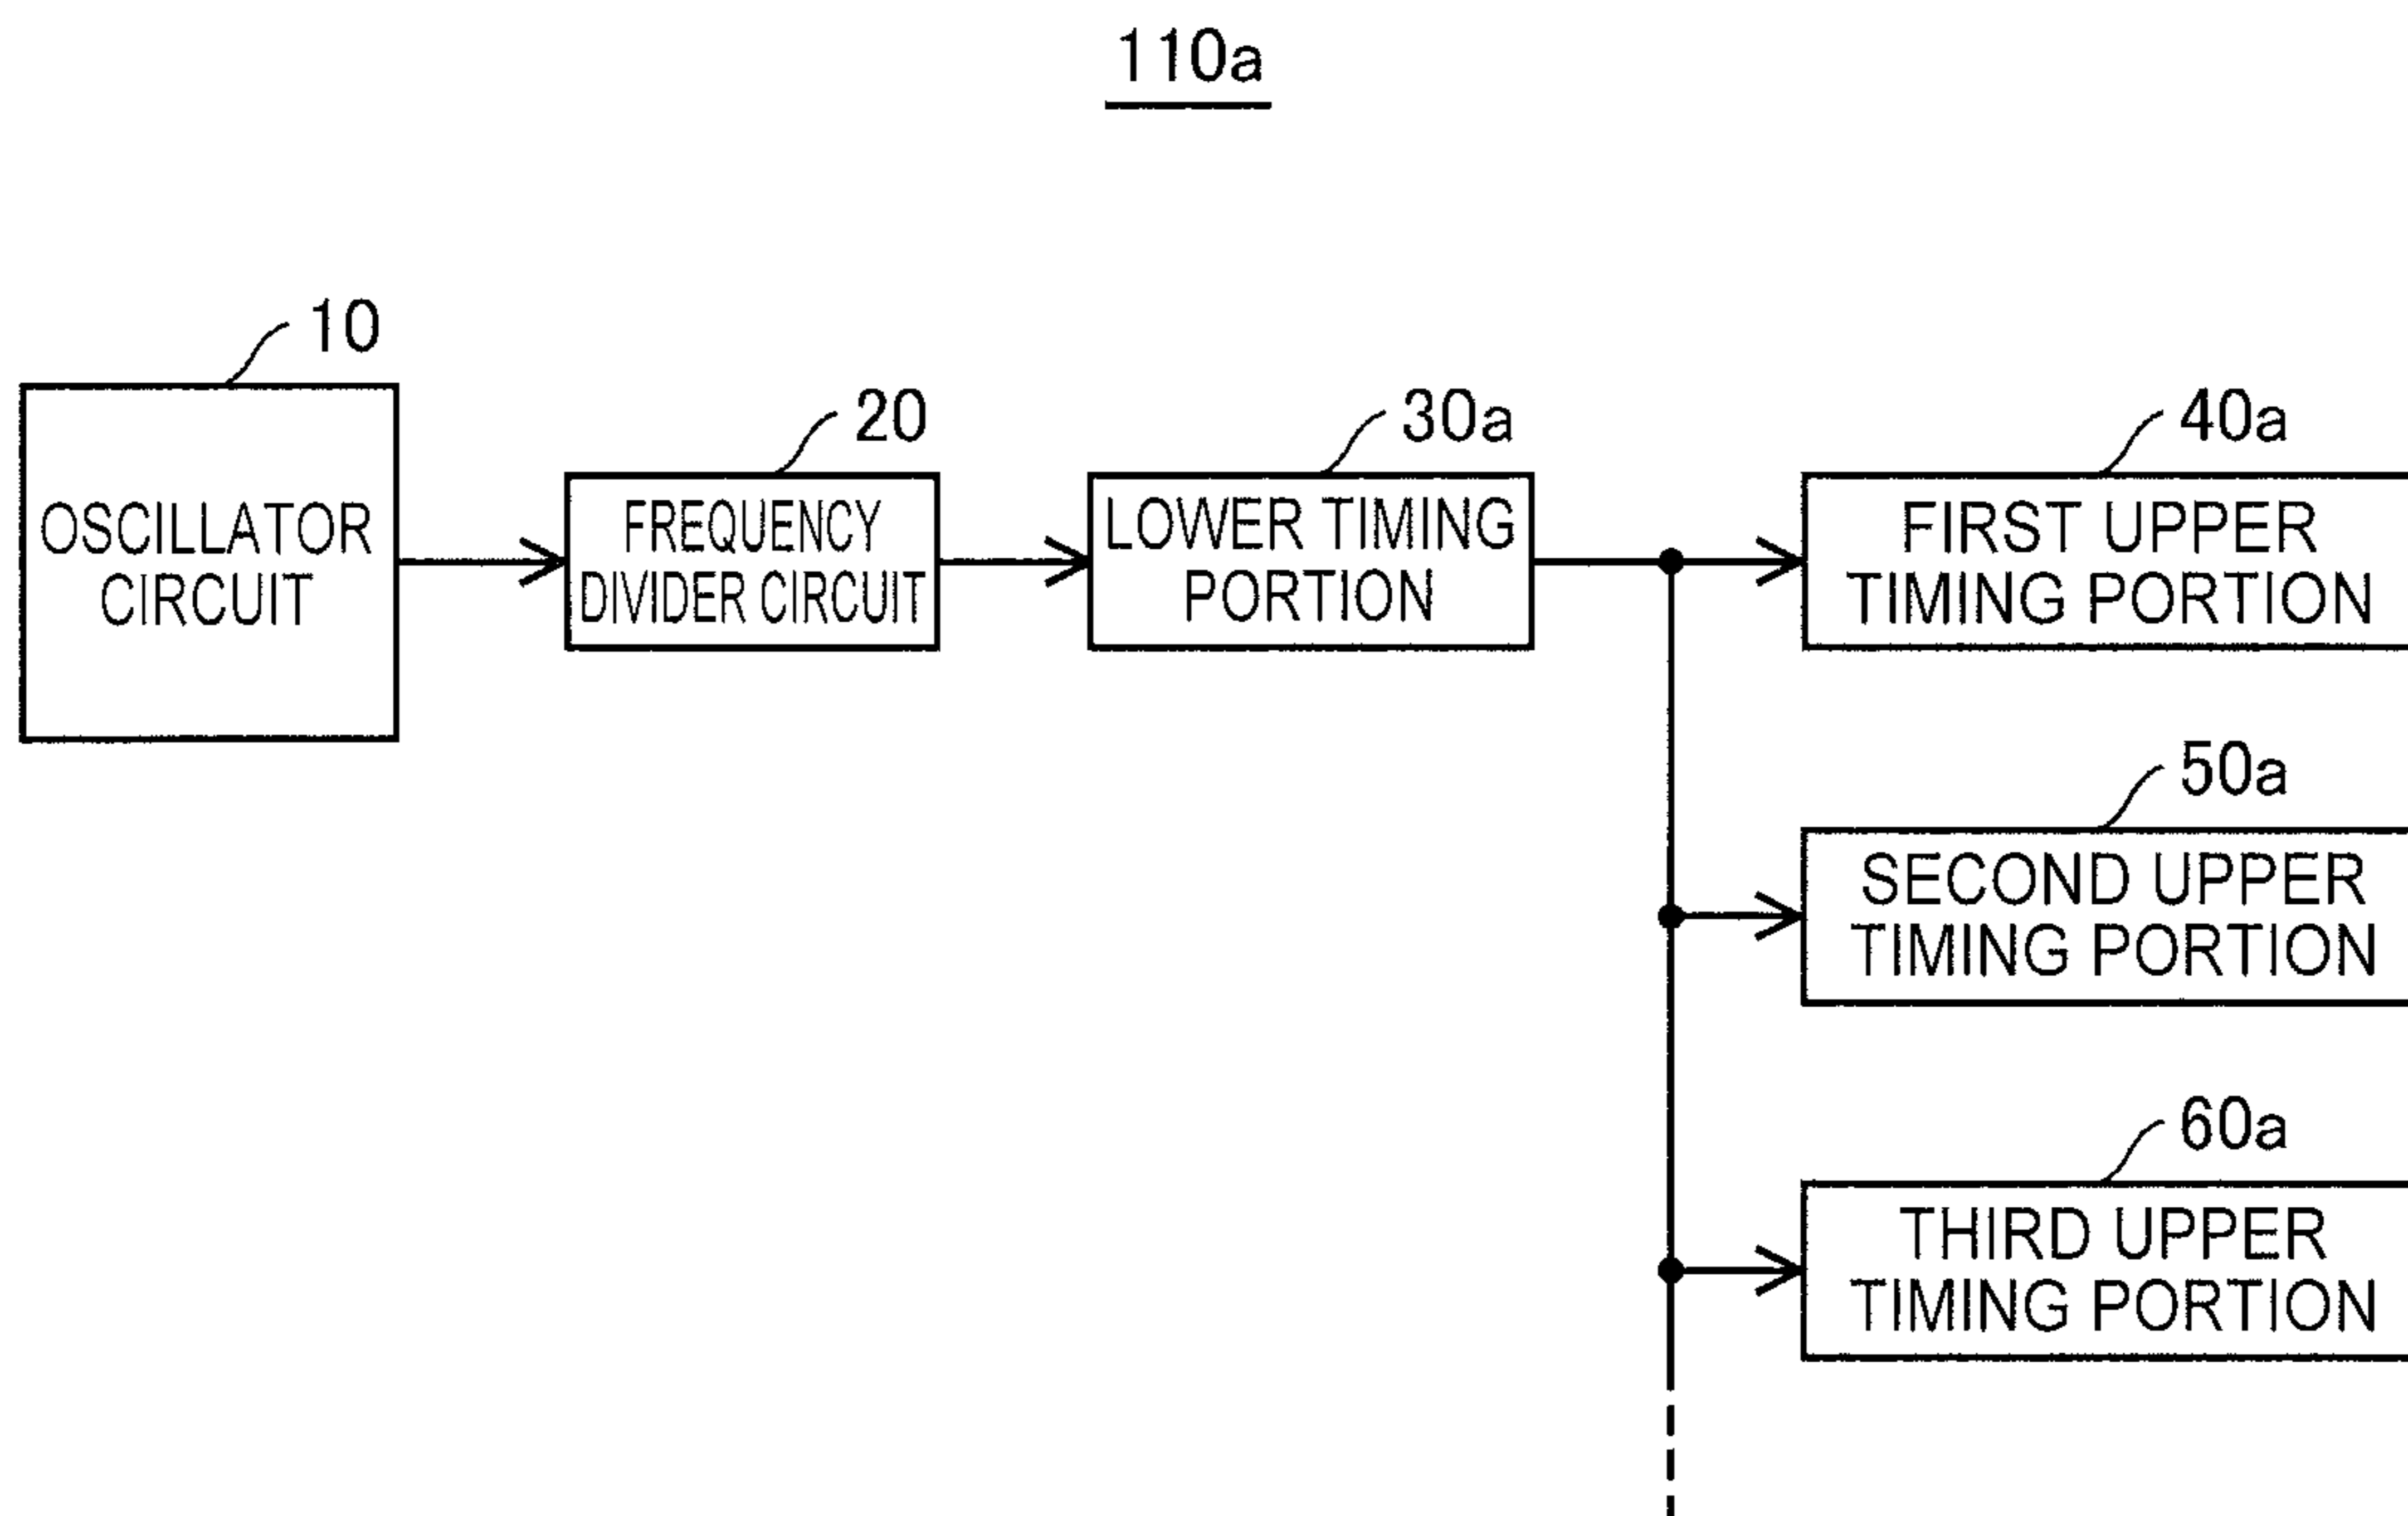 110a
10
OSCILLATOR
CIRCUIT
20
FREQUENCY
DIVIDER CIRCUIT
30a
LOWER TIMING
PORTION
40a
FIRST UPPER
TIMING PORTION
50a
SECOND UPPER
TIMING PORTION
60a
THIRD UPPER
TIMING PORTION